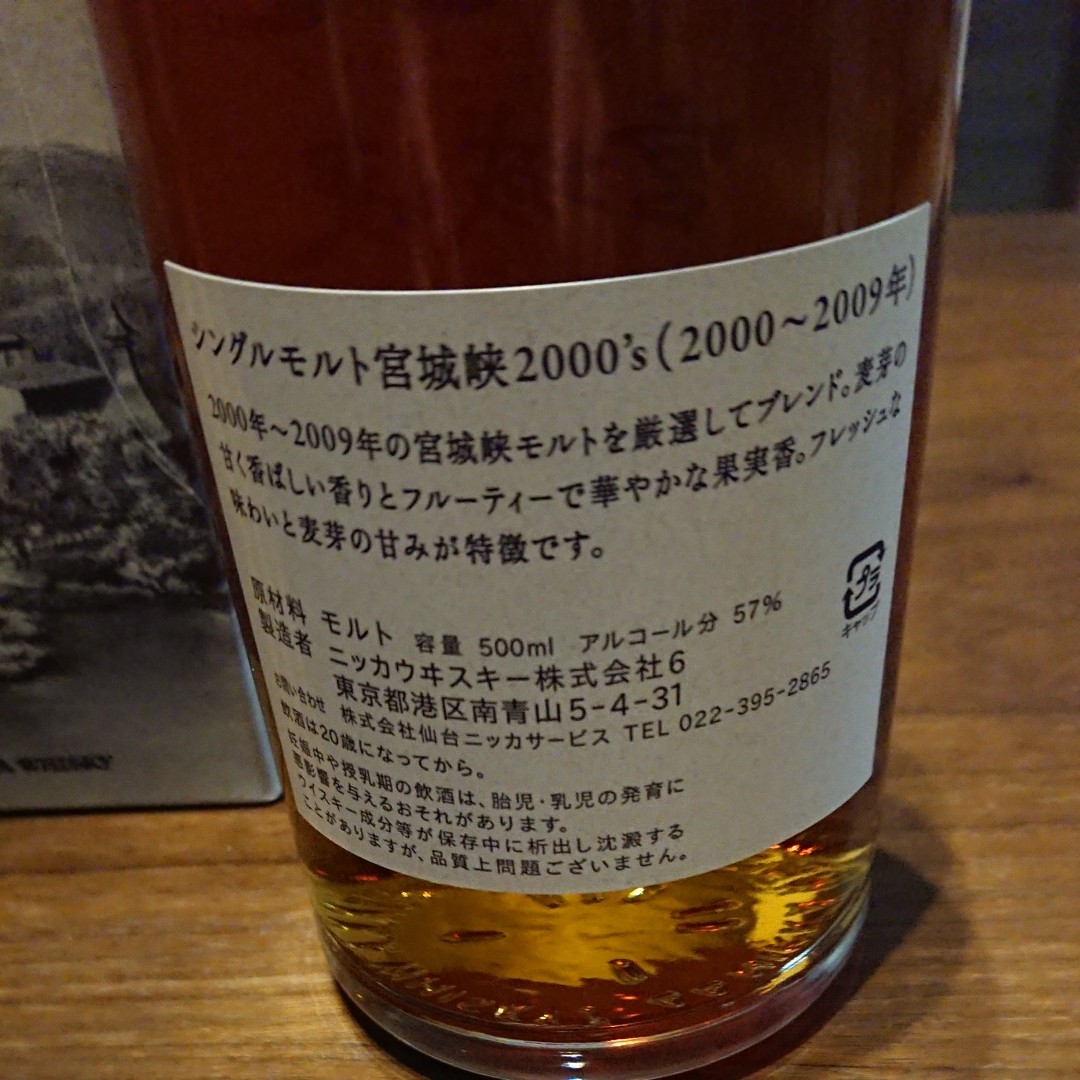 シングルモルト宮城峡2000's(2000〜2009年)
2000年〜2009年の宮城峡モルトを厳選してブレンド。麦芽の
甘く香ばしい香りとフルーティーで華やかな果実香。フレッシュな
味わいと麦芽の甘みが特徴です。
原材料 モルト 容量 500ml アルコール分 57%
製造者 ニッカウヰスキー株式会社6
東京都港区南青山5-4-31
お問い合わせ 株式会社仙台ニッカサービス TEL 022-395-2865
飲酒は20歳になってから。
妊娠中や授乳期の飲酒は、胎児・乳児の発育に
悪影響を与えるおそれがあります。
ウイスキー成分等が保存中に析出し沈澱する
ことがありますが、品質上問題ございません。
プラ
キャップ
WHISKY